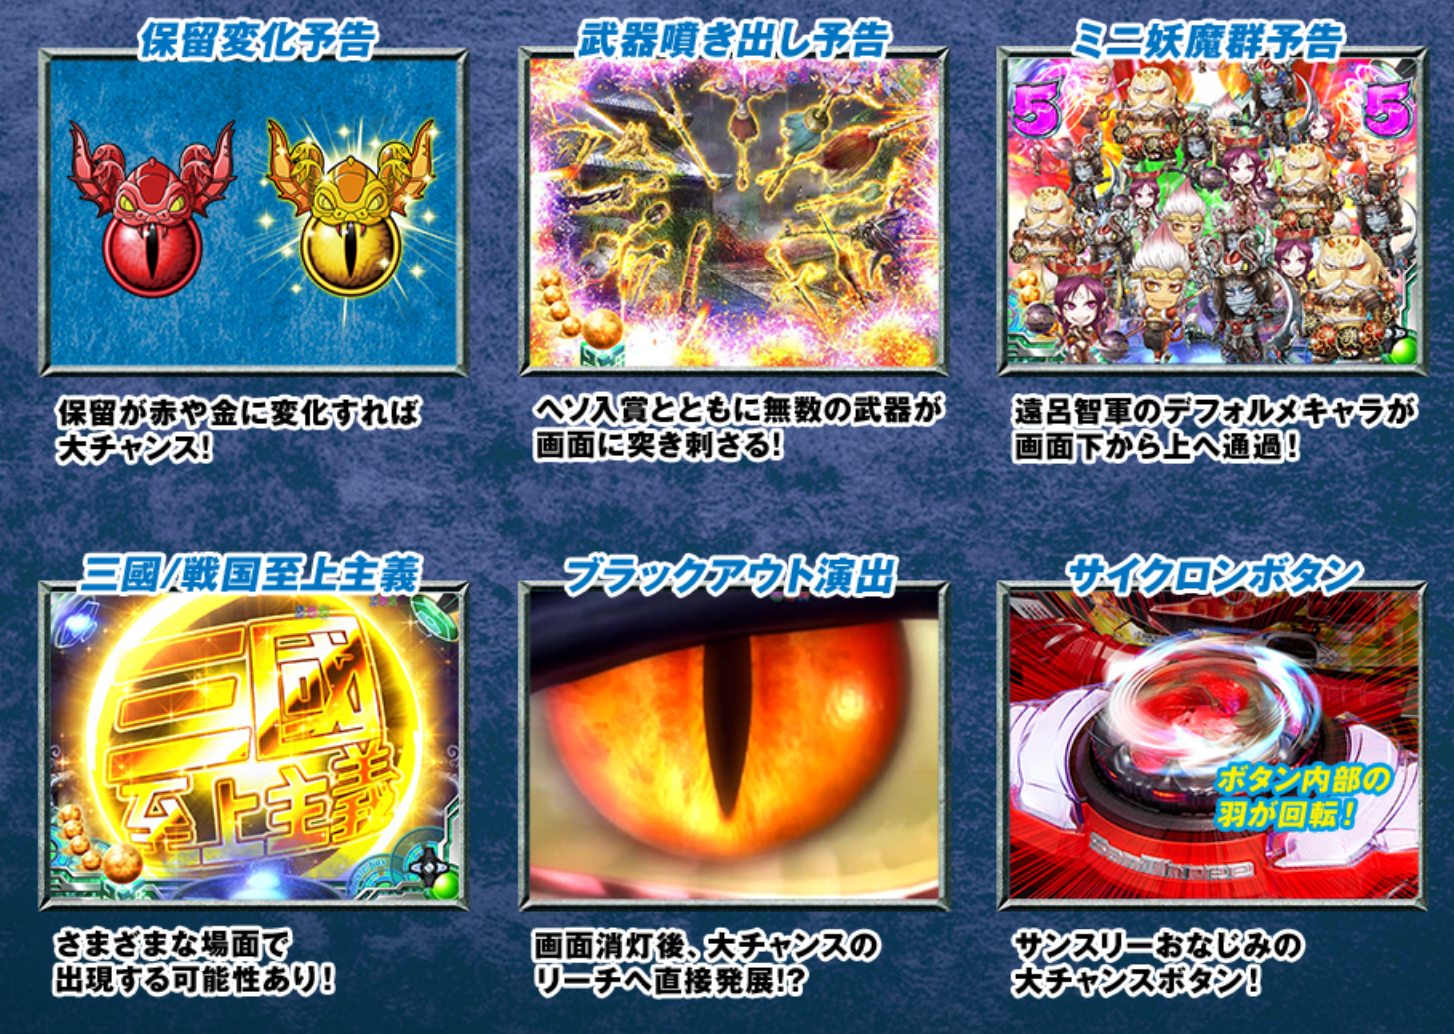 保留変化予告
武器噴き出し予告
ミニ妖魔群予告
5
5
保留が赤や金に変化すれば
大チャンス!
ヘソ入賞とともに無数の武器が
画面に突き刺さる!
遠呂智軍のデフォルメキャラが
画面下から上へ通過!
三國/戦国至上主義
ブラックアウト演出
サイクロンボタン
三國
至上主義
ボタン内部の
羽が回転!
SanThree
さまざまな場面で
出現する可能性あり!
画面消灯後、大チャンスの
リーチへ直接発展!?
サンスリーおなじみの
大チャンスボタン!